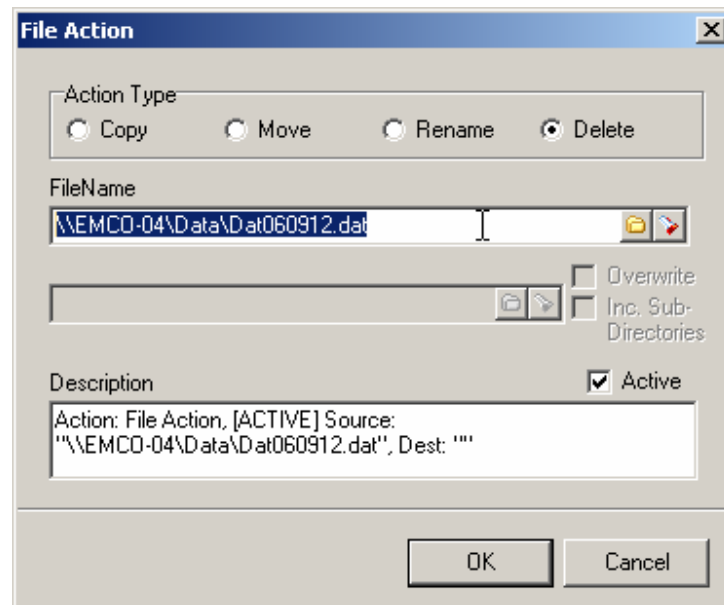 File Action
Action Type
Copy
Move
Rename
Delete
FileName
\\EMCO-04\Data\Dat060912.dat
Overwrite
Inc. Sub-
Directories
Description
Active
Action: File Action, [ACTIVE] Source:
"\\EMCO-04\Data\Dat060912.dat", Dest: ""
OK
Cancel